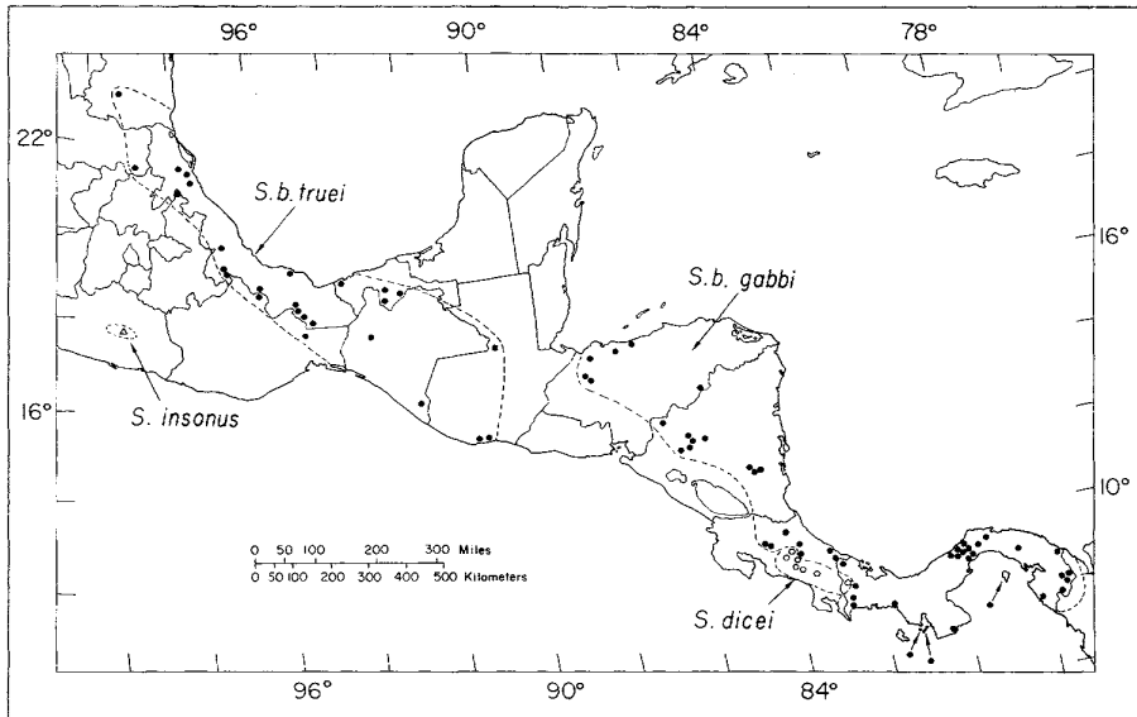 96° 90° 84° 78°
22°
S.b. truei
16°
S.b. gabbi
S. insonus
16°
10°
0 50 100 200 300 Miles
0 50 100 200 300 400 500 Kilometers
S. dicei
96° 90° 84°